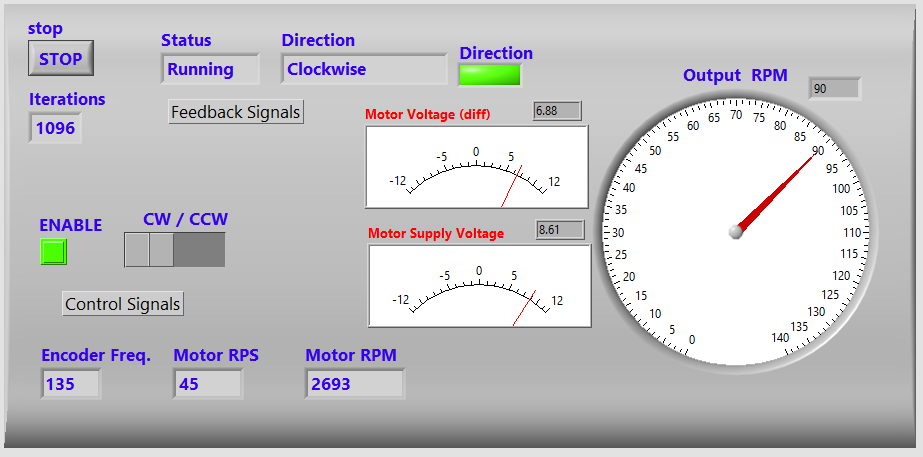 stop
STOP
Status
Running
Direction
Clockwise
Direction
Output RPM
90
Iterations
1096
Feedback Signals
Motor Voltage (diff)
6.88
-12 -5 0 5 12
ENABLE
CW / CCW
Motor Supply Voltage
8.61
-12 -5 0 5 12
Control Signals
0 5 10 15 20 25 30 35 40 45 50 55 60 65 70 75 80 85 90 95 100 105 110 115 120 125 130 135 140
Encoder Freq.
135
Motor RPS
45
Motor RPM
2693